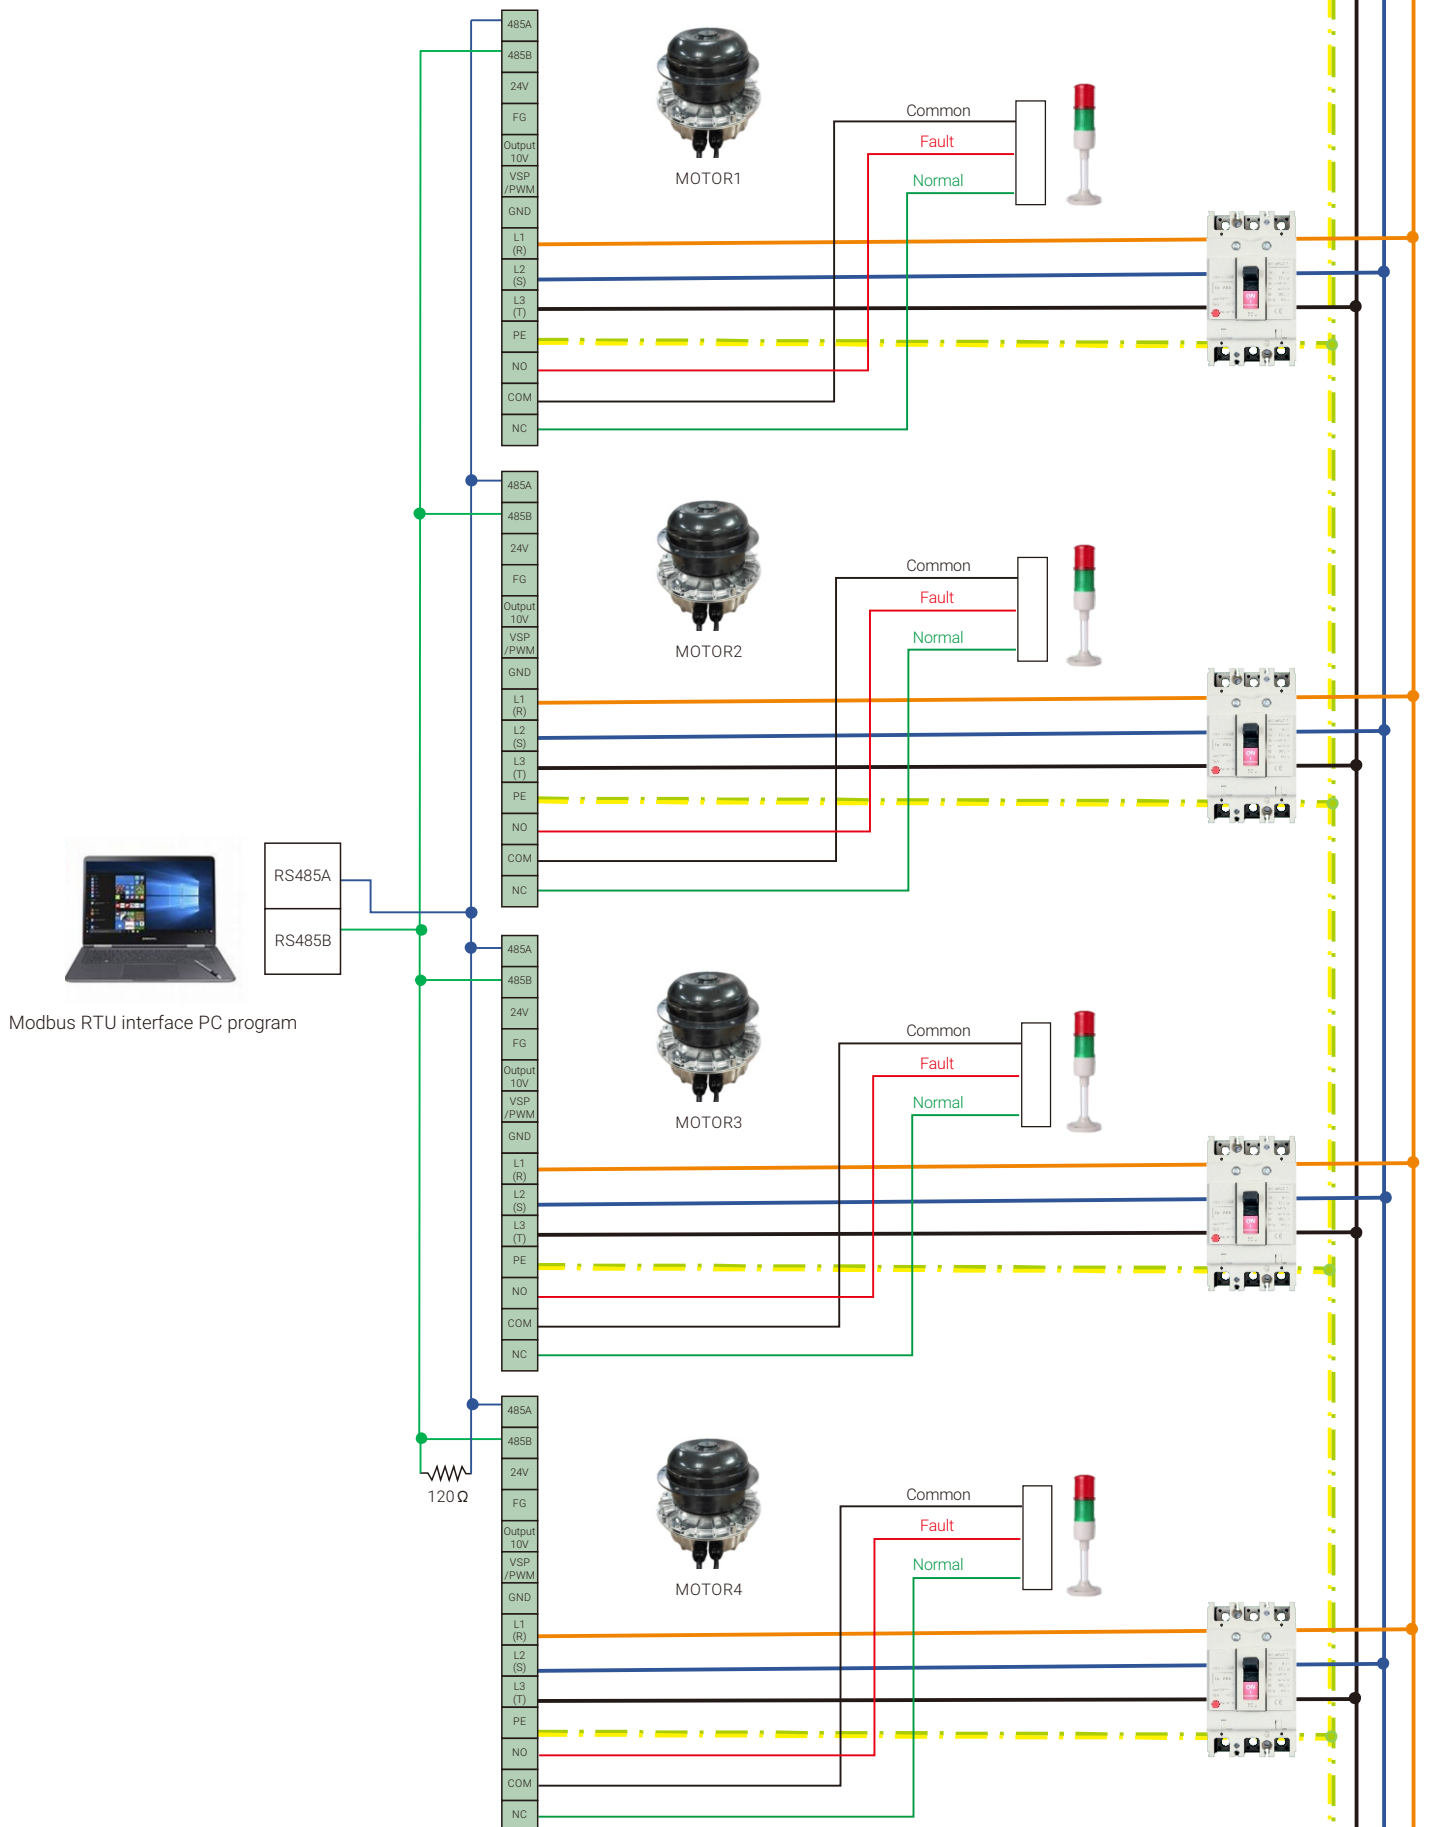 485A
485B
24V
FG
Output
10V
VSP
/PWM
GND
L1
(R)
L2
(S)
L3
(T)
PE
NO
COM
NC
MOTOR1
Common
Fault
Normal
ON
485A
485B
24V
FG
Output
10V
VSP
/PWM
GND
L1
(R)
L2
(S)
L3
(T)
PE
NO
COM
NC
MOTOR2
Common
Fault
Normal
ON
RS485A
RS485B
Modbus RTU interface PC program
485A
485B
24V
FG
Output
10V
VSP
/PWM
GND
L1
(R)
L2
(S)
L3
(T)
PE
NO
COM
NC
MOTOR3
Common
Fault
Normal
ON
120Ω
485A
485B
24V
FG
Output
10V
VSP
/PWM
GND
L1
(R)
L2
(S)
L3
(T)
PE
NO
COM
NC
MOTOR4
Common
Fault
Normal
ON